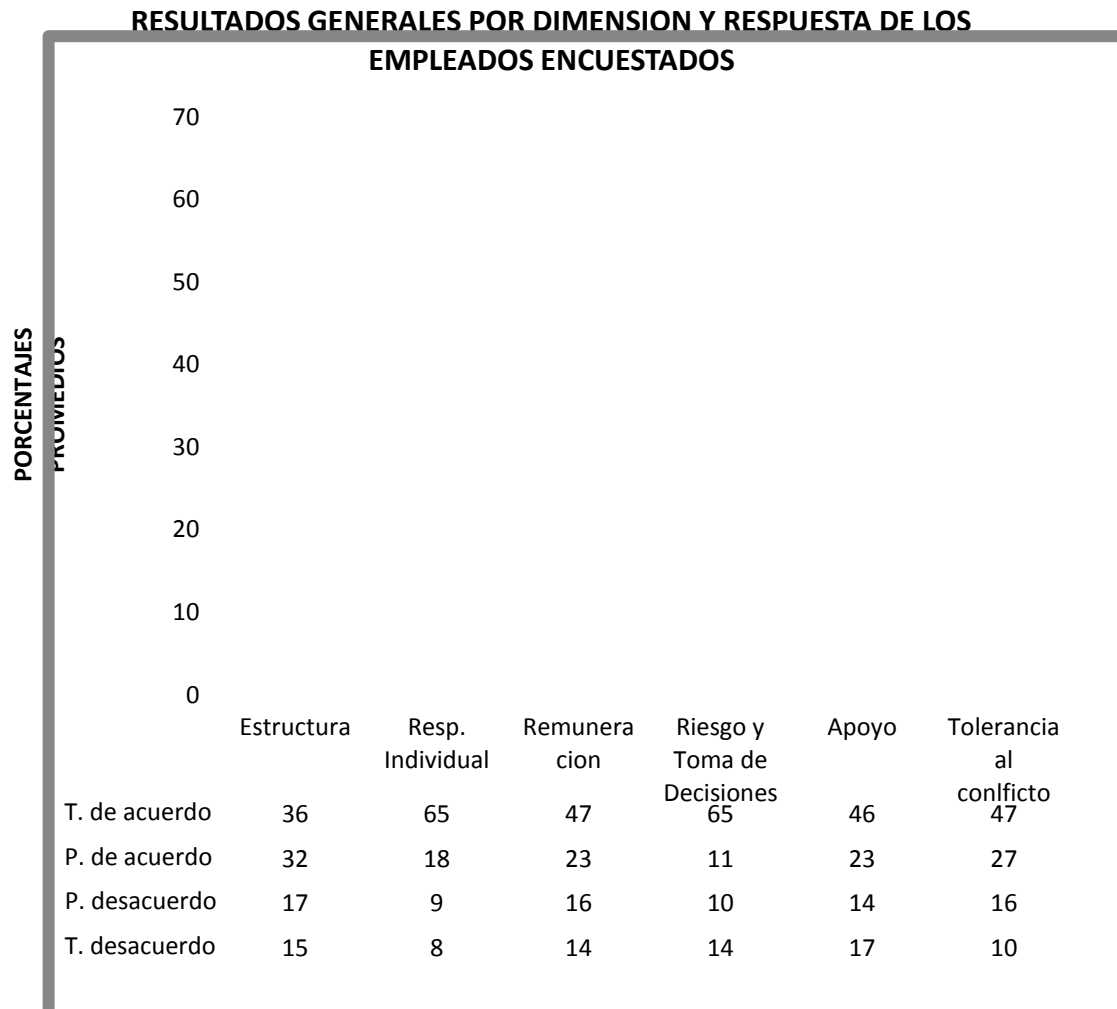 RESULTADOS GENERALES POR DIMENSION Y RESPUESTA DE LOS
EMPLEADOS ENCUESTADOS
PORCENTAJES
PROMEDIOS
70
60
50
40
30
20
10
0
Estructura Resp. Individual Remunera cion Riesgo y Toma de Decisiones Apoyo Tolerancia al conlficto
T. de acuerdo 36 65 47 65 46 47
P. de acuerdo 32 18 23 11 23 27
P. desacuerdo 17 9 16 10 14 16
T. desacuerdo 15 8 14 14 17 10